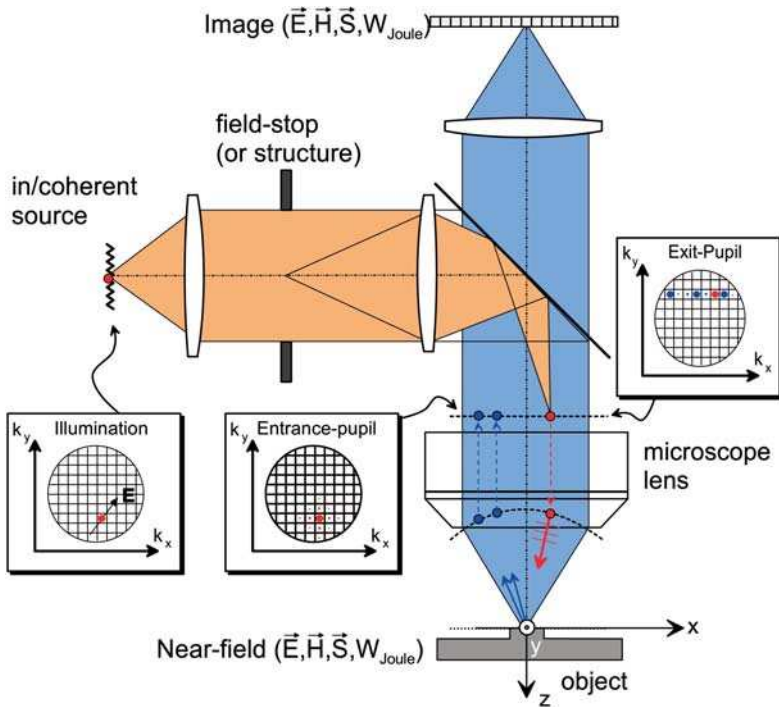 Image (E⃗,H⃗,S⃗,W_Joule)
field-stop
(or structure)
in/coherent
source
Exit-Pupil
k_y
k_x
Illumination
k_y
E
k_x
Entrance-pupil
k_y
k_x
microscope
lens
Near-field (E⃗,H⃗,S⃗,W_Joule)
x
y
z
object